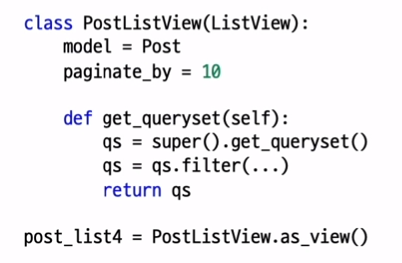 class PostListView(ListView):
    model = Post
    paginate_by = 10

    def get_queryset(self):
        qs = super().get_queryset()
        qs = qs.filter(...)
        return qs

post_list4 = PostListView.as_view()